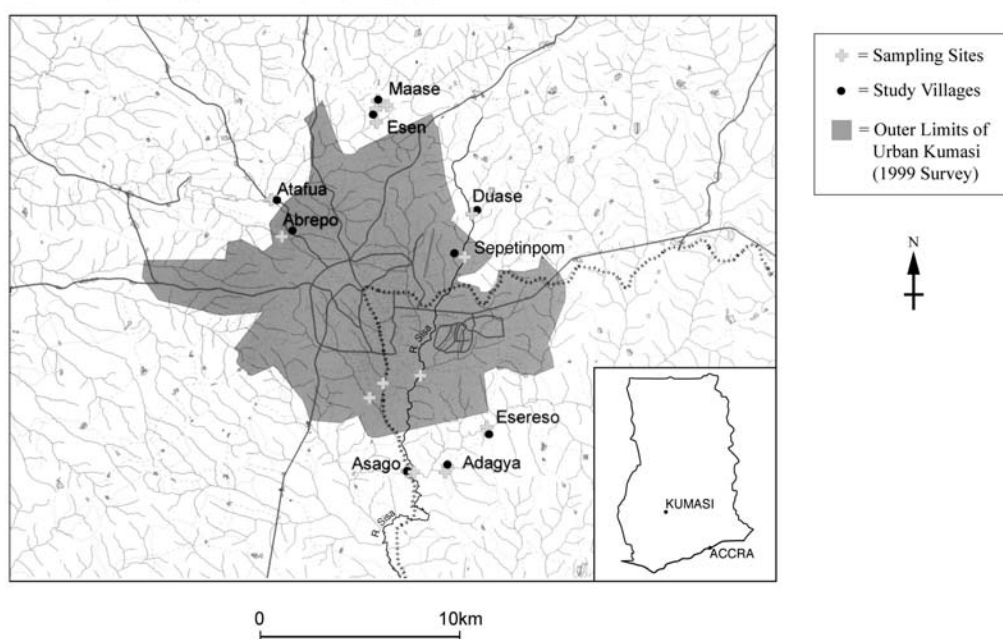 = Sampling Sites
= Study Villages
= Outer Limits of
Urban Kumasi
(1999 Survey)
N
Maase
Esen
Atafua
Abrepo
Duase
Sepetinpom
R. Sisa
Esereso
Asago
Adagya
R. Sisa
KUMASI
ACCRA
0
10km